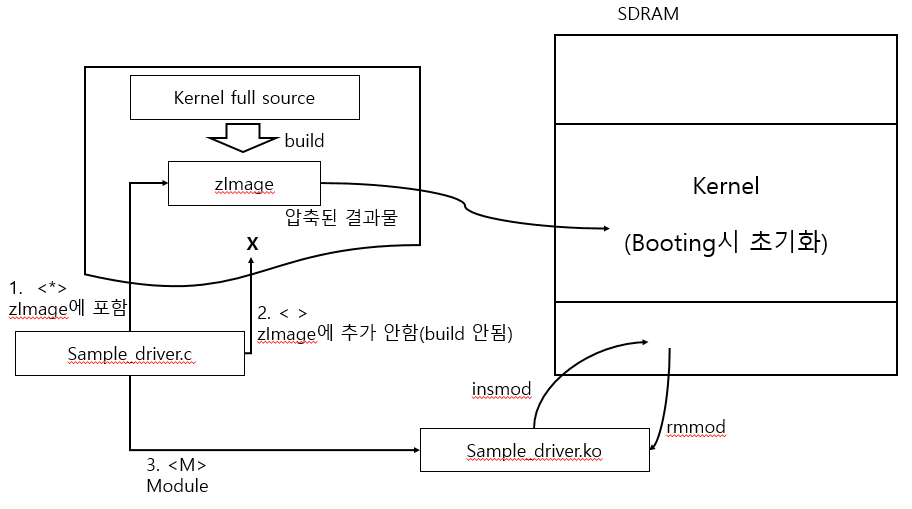 SDRAM
Kernel full source
build
zImage
압축된 결과물
X
Kernel
(Booting시 초기화)
1. <*>
zImage에 포함
2. < >
zImage에 추가 안함(build 안됨)
Sample_driver.c
insmod
rmmod
Sample_driver.ko
3. <M>
Module